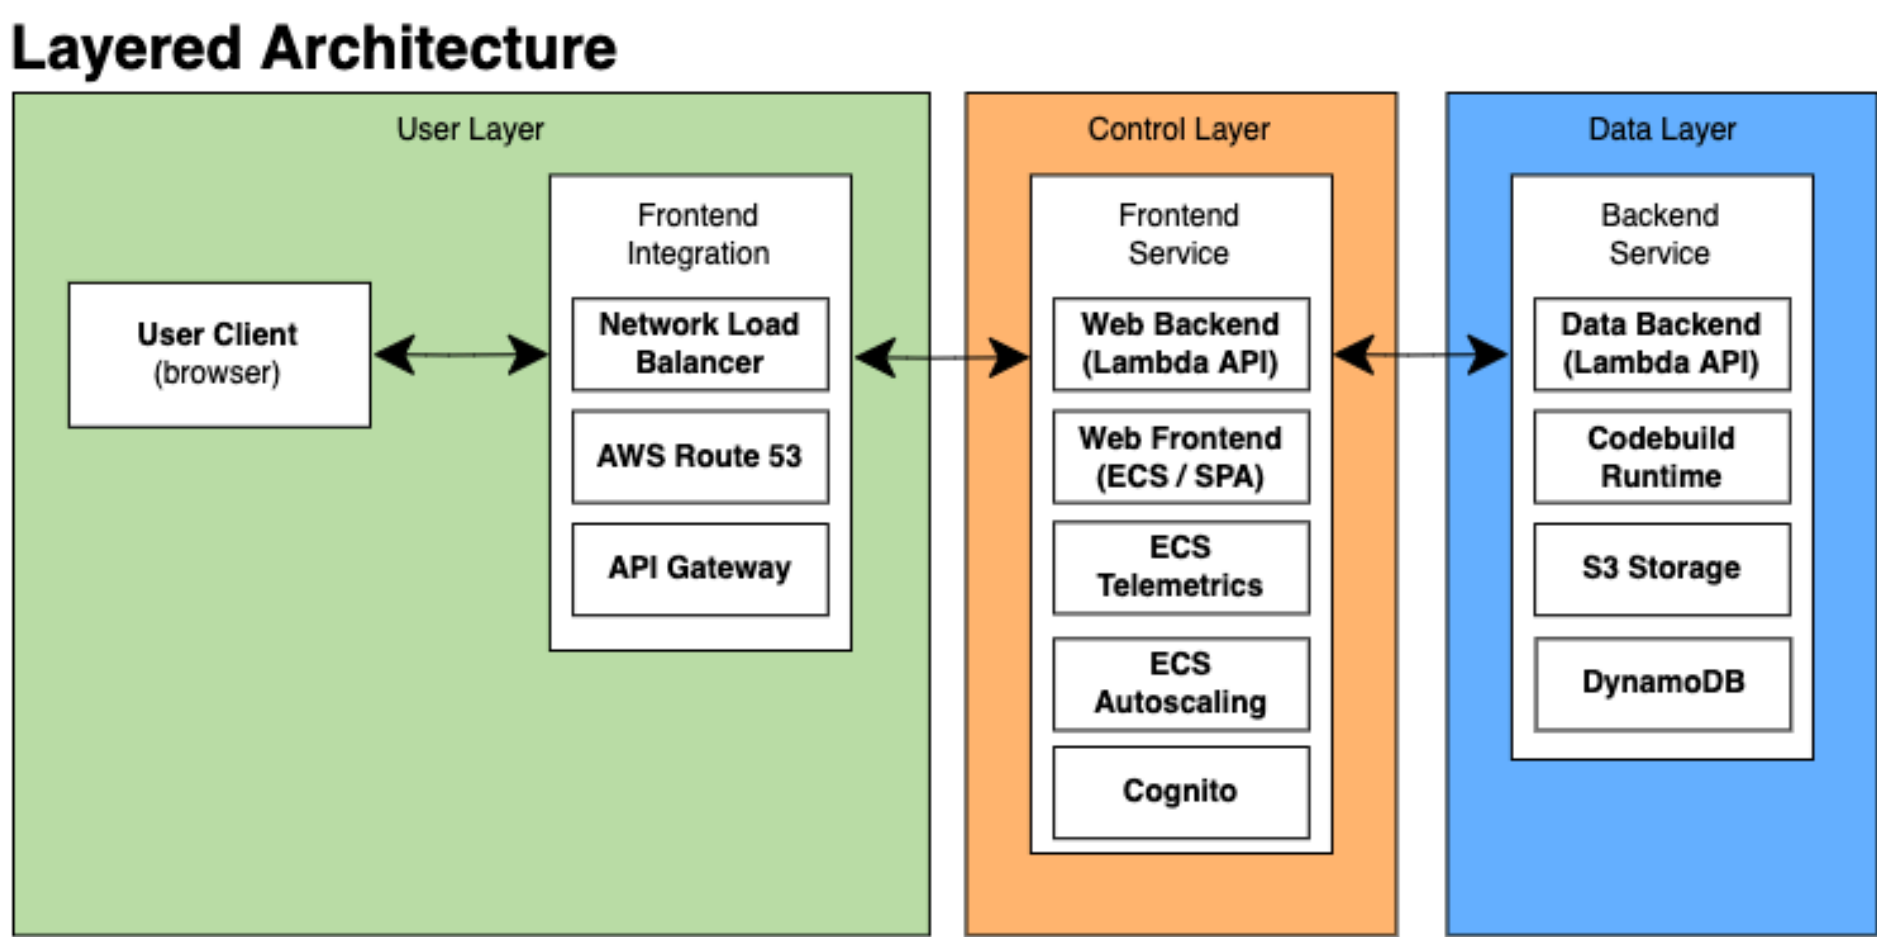 Layered Architecture
User Layer
User Client
(browser)
Frontend
Integration
Network Load
Balancer
AWS Route 53
API Gateway
Control Layer
Frontend
Service
Web Backend
(Lambda API)
Web Frontend
(ECS / SPA)
ECS
Telemetrics
ECS
Autoscaling
Cognito
Data Layer
Backend
Service
Data Backend
(Lambda API)
Codebuild
Runtime
S3 Storage
DynamoDB